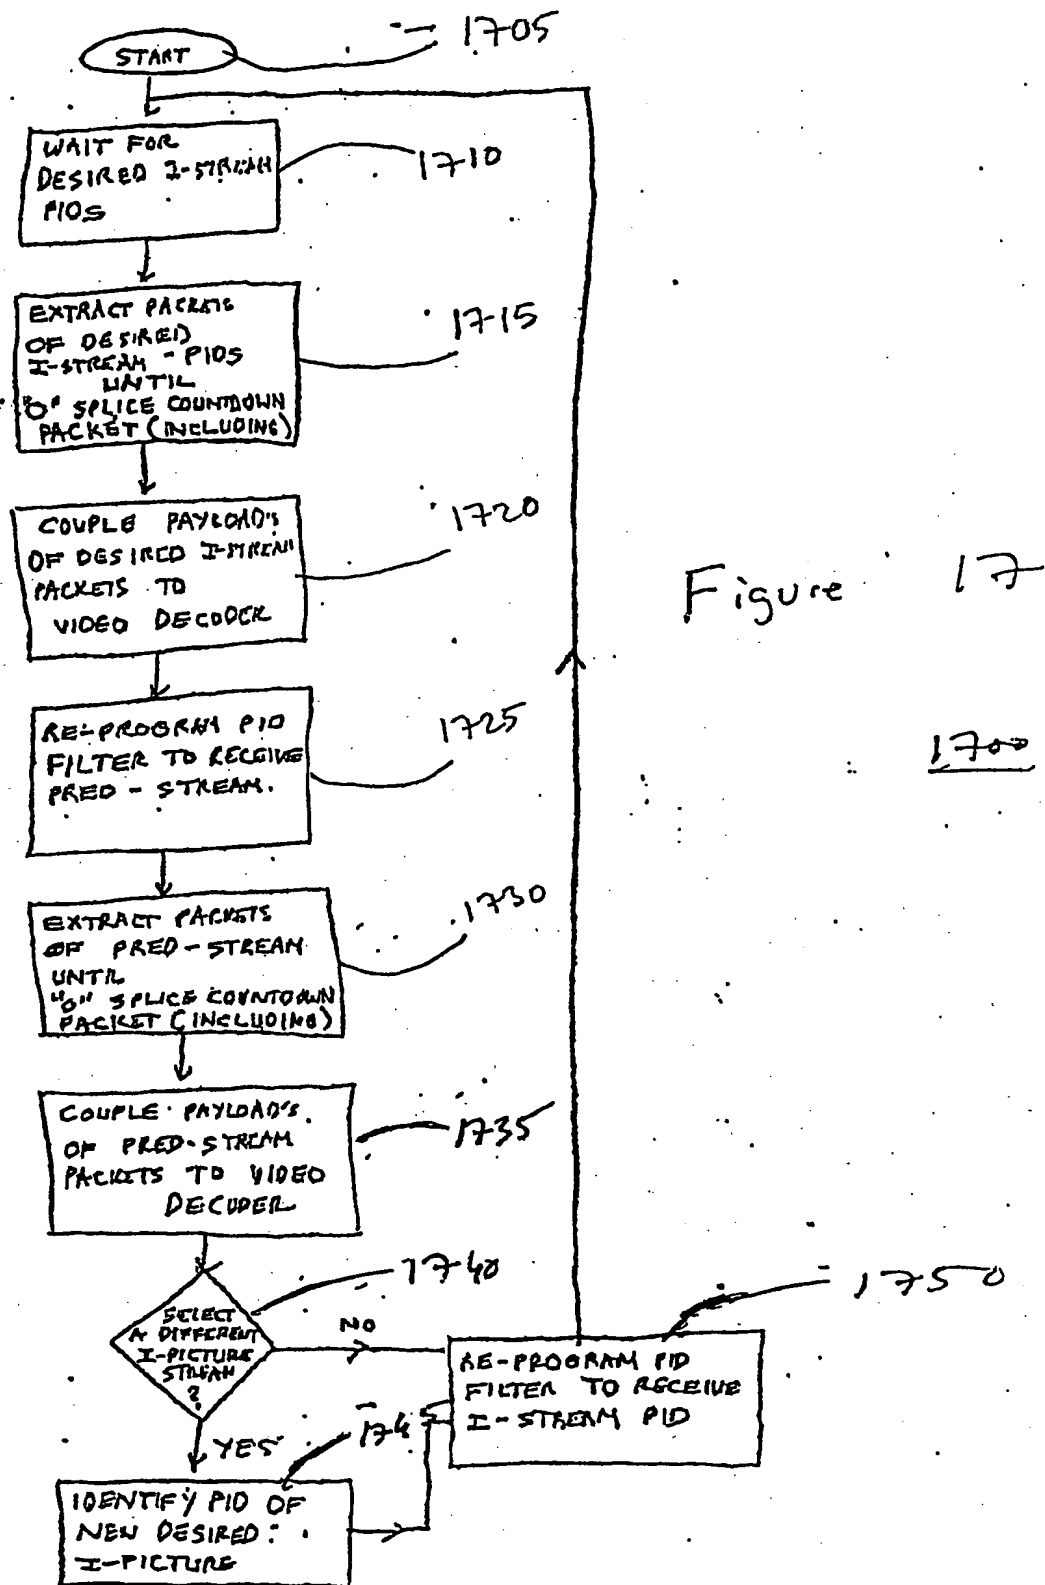 1705
START
WAIT FOR
DESIRED I-STREAM
PIDS
1710
EXTRACT PACKETS
OF DESIRED
I-STREAM - PIDS
UNTIL
"0" SPLICE COUNTDOWN
PACKET (INCLUDING)
1715
COUPLE PAYLOAD'S
OF DESIRED I-STREAM
PACKETS TO
VIDEO DECODER
1720
Figure 17
1700
RE-PROGRAM PID
FILTER TO RECEIVE
PRED - STREAM.
1725
EXTRACT PACKETS
OF PRED - STREAM
UNTIL
"0" SPLICE COUNTDOWN
PACKET (INCLUDING)
1730
COUPLE PAYLOAD'S
OF PRED-STREAM
PACKETS TO VIDEO
DECODER
1735
SELECT
A DIFFERENT
I-PICTURE
STREAM
?
1740
NO
YES
RE-PROGRAM PID
FILTER TO RECEIVE
I-STREAM PID
1750
IDENTIFY PID OF
NEW DESIRED
I-PICTURE
1745